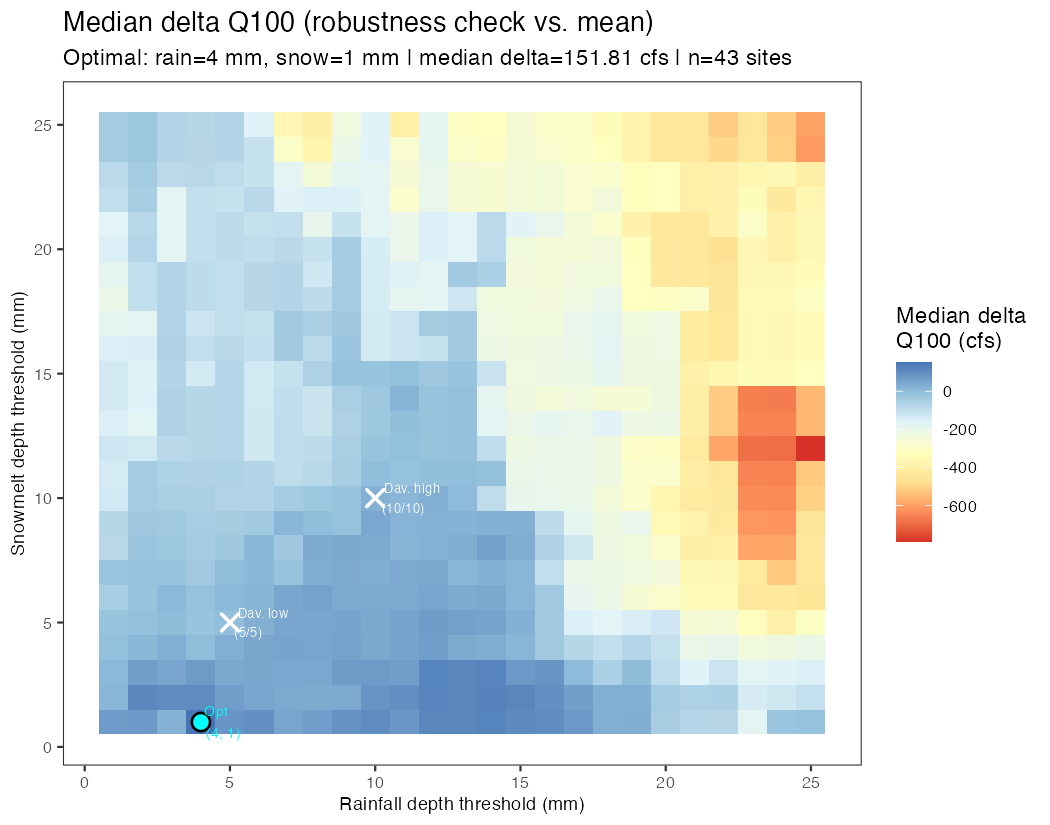 Median delta Q100 (robustness check vs. mean)
Optimal: rain=4 mm, snow=1 mm | median delta=151.81 cfs | n=43 sites
25
20
15
10
5
0
Snowmelt depth threshold (mm)
Dav. high
(10/10)
Dav. low
(5/5)
Opt
(4, 1)
0
5
10
15
20
25
Rainfall depth threshold (mm)
Median delta
Q100 (cfs)
0
-200
-400
-600